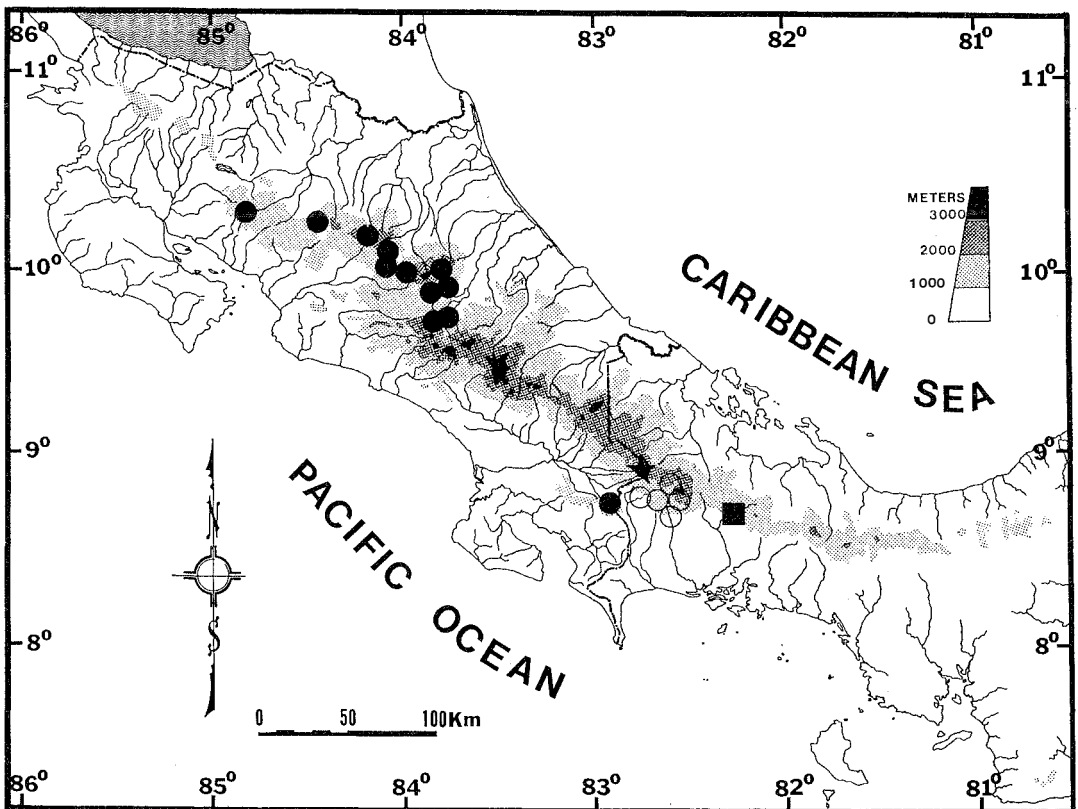 86° 85° 84° 83° 82° 81°
11° 11°
METERS
3000
2000
1000
0
10° 10°
CARIBBEAN SEA
9° 9°
PACIFIC OCEAN
N
S
8° 8°
0 50 100Km
86° 85° 84° 83° 82° 81°